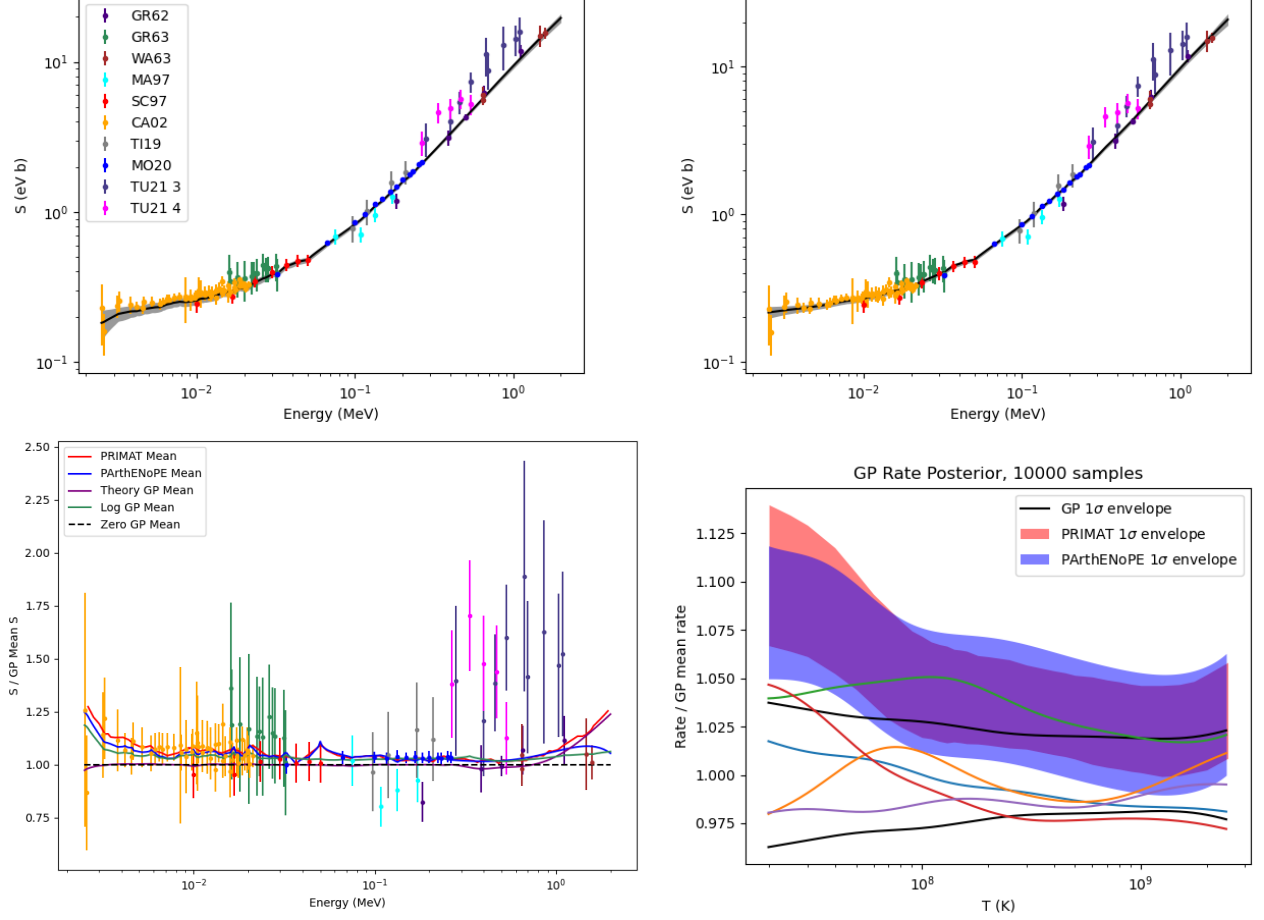 GR62
GR63
WA63
MA97
SC97
CA02
TI19
MO20
TU21 3
TU21 4
10¹
10⁰
10⁻¹
S (eV b)
10⁻²
10⁻¹
10⁰
Energy (MeV)
10¹
10⁰
10⁻¹
S (eV b)
10⁻²
10⁻¹
10⁰
Energy (MeV)
PRIMAT Mean
PArthENoPE Mean
Theory GP Mean
Log GP Mean
Zero GP Mean
2.50
2.25
2.00
1.75
1.50
1.25
1.00
0.75
S / GP Mean S
10⁻²
10⁻¹
10⁰
Energy (MeV)
GP Rate Posterior, 10000 samples
GP 1σ envelope
PRIMAT 1σ envelope
PArthENoPE 1σ envelope
1.125
1.100
1.075
1.050
1.025
1.000
0.975
Rate / GP mean rate
10⁸
10⁹
T (K)